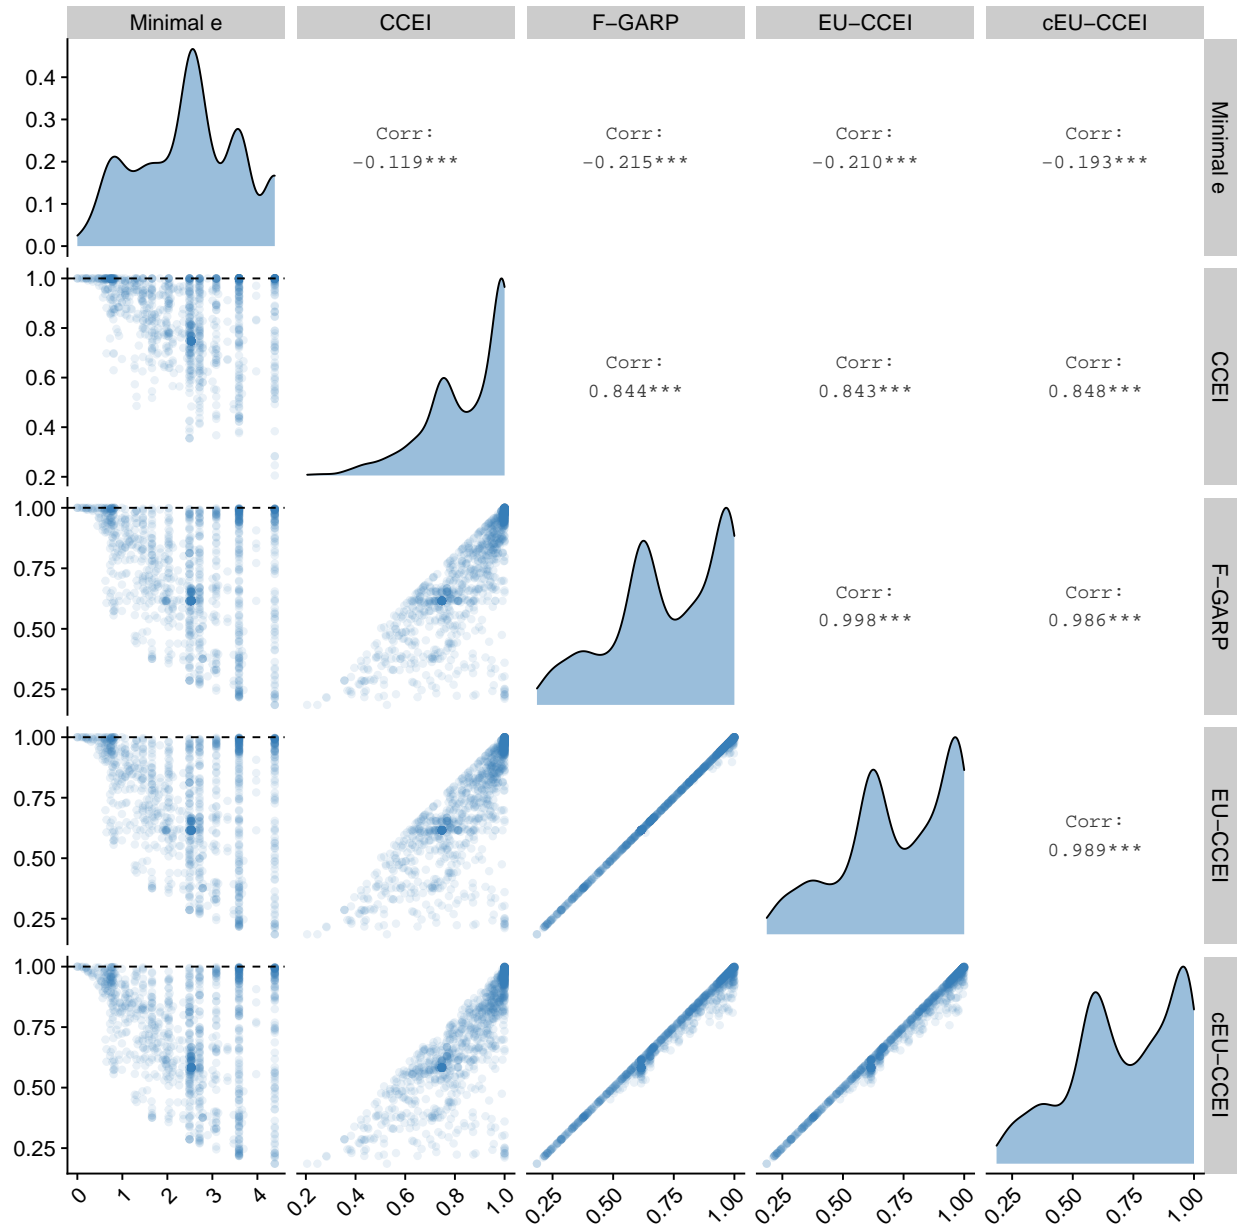 Minimal e CCEI F−GARP EU−CCEI cEU−CCEI
0.4
0.3
0.2
0.1
0.0
Corr:
−0.119***
Corr:
−0.215***
Corr:
−0.210***
Corr:
−0.193***
Minimal e
1.0
0.8
0.6
0.4
0.2
Corr:
0.844***
Corr:
0.843***
Corr:
0.848***
CCEI
1.00
0.75
0.50
0.25
Corr:
0.998***
Corr:
0.986***
F−GARP
1.00
0.75
0.50
0.25
Corr:
0.989***
EU−CCEI
1.00
0.75
0.50
0.25
cEU−CCEI
0 1 2 3 4
0.2 0.4 0.6 0.8 1.0
0.25 0.50 0.75 1.00
0.25 0.50 0.75 1.00
0.25 0.50 0.75 1.00